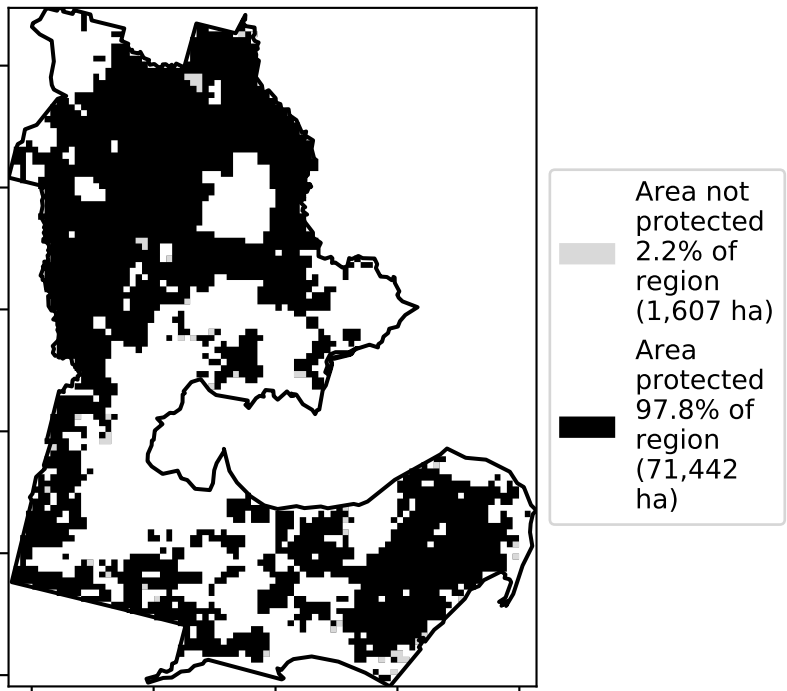 Area not
protected
2.2% of
region
(1,607 ha)
Area
protected
97.8% of
region
(71,442
ha)